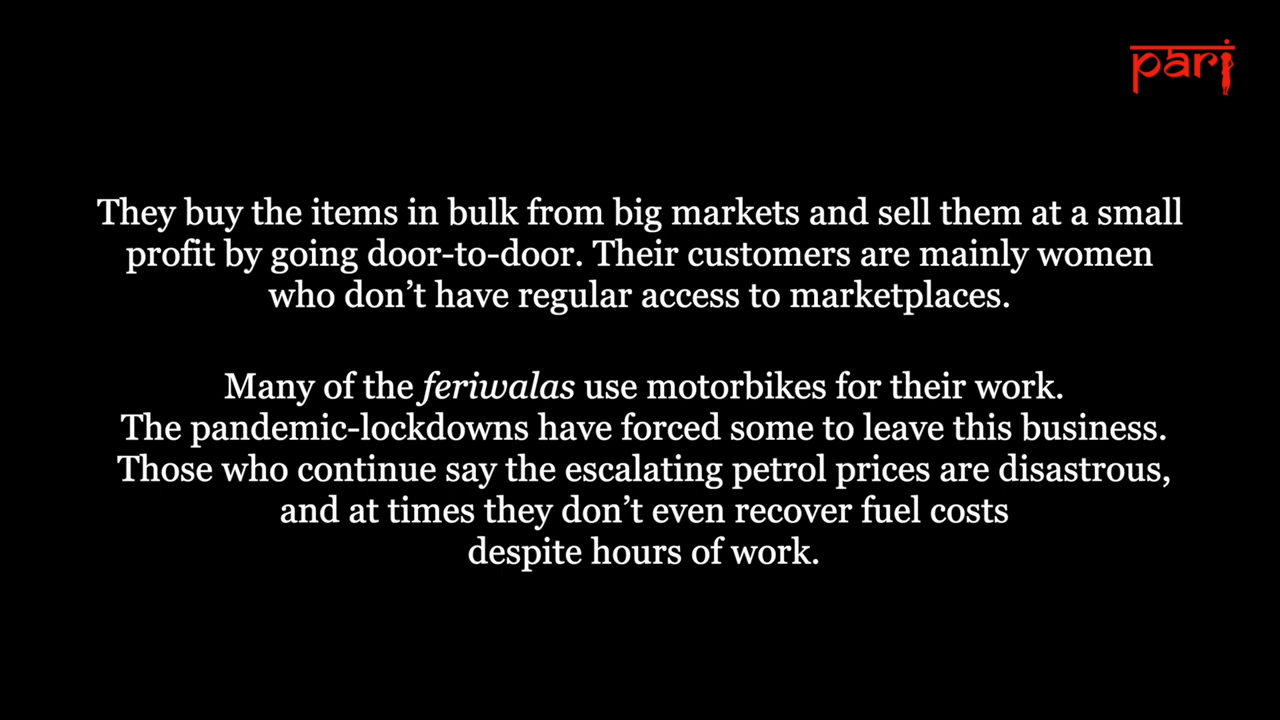 pari
They buy the items in bulk from big markets and sell them at a small
profit by going door-to-door. Their customers are mainly women
who don’t have regular access to marketplaces.
Many of the feriwalas use motorbikes for their work.
The pandemic-lockdowns have forced some to leave this business.
Those who continue say the escalating petrol prices are disastrous,
and at times they don’t even recover fuel costs
despite hours of work.